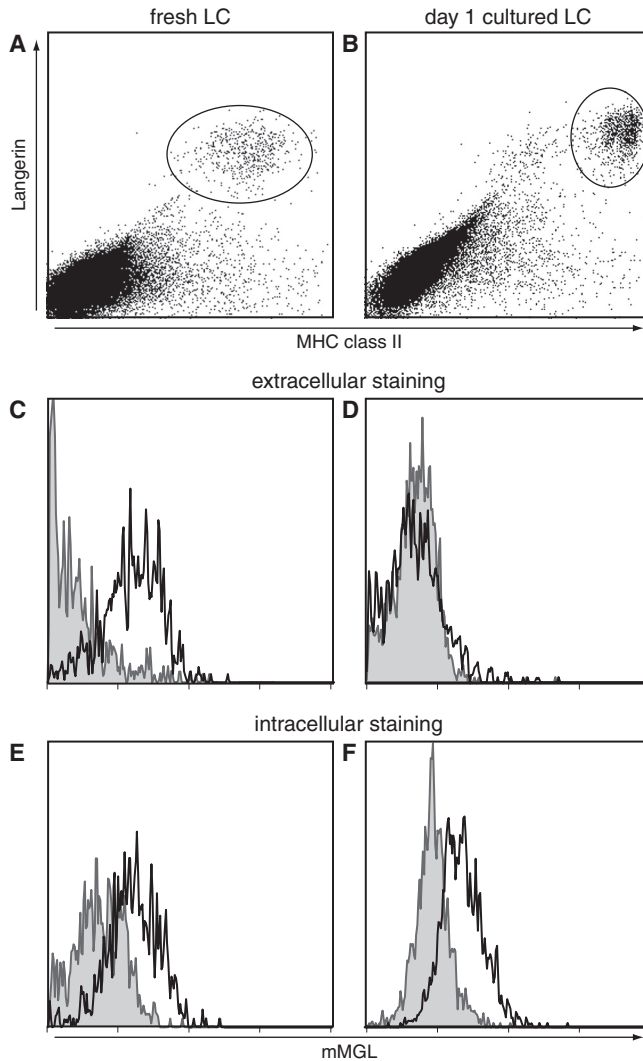 fresh LC
day 1 cultured LC
A
B
Langerin
MHC class II
extracellular staining
C
D
intracellular staining
E
F
mMGL